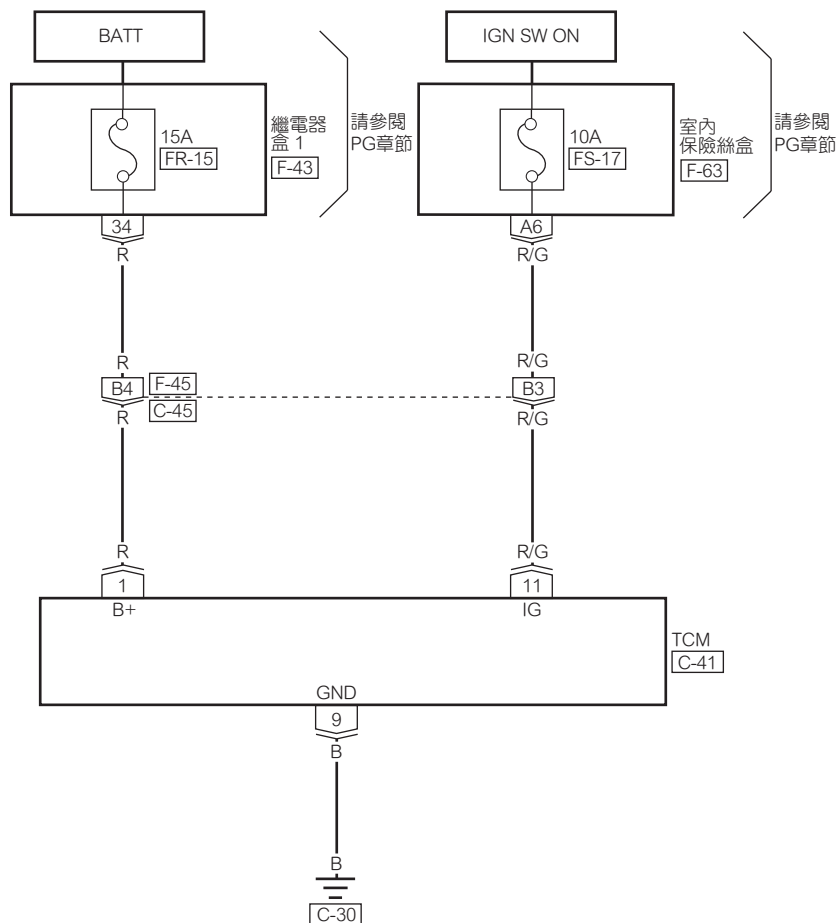 BATT
IGN SW ON
15A
FR-15
繼電器
盒 1
F-43
請參閱
PG章節
10A
FS-17
室內
保險絲盒
F-63
請參閱
PG章節
34
A6
R
R/G
R
R/G
B4
F-45
B3
C-45
R
R/G
R
R/G
1
11
B+
IG
TCM
C-41
GND
9
B
B
C-30